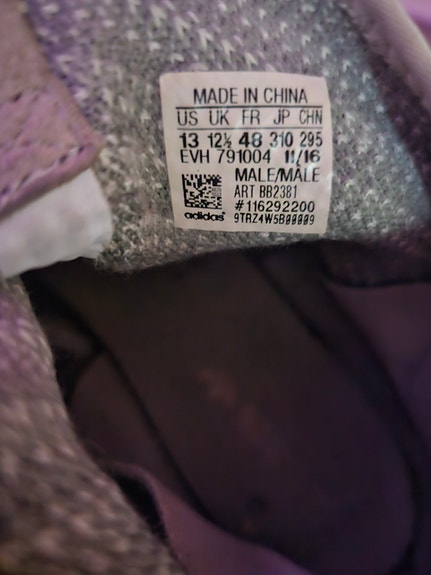 MADE IN CHINA
US UK FR JP CHN
13 12½ 48 310 295
EVH 791004 11/16
MALE/MALE
ART BB2381
#116292200
adidas
9TRZ4W5B00009